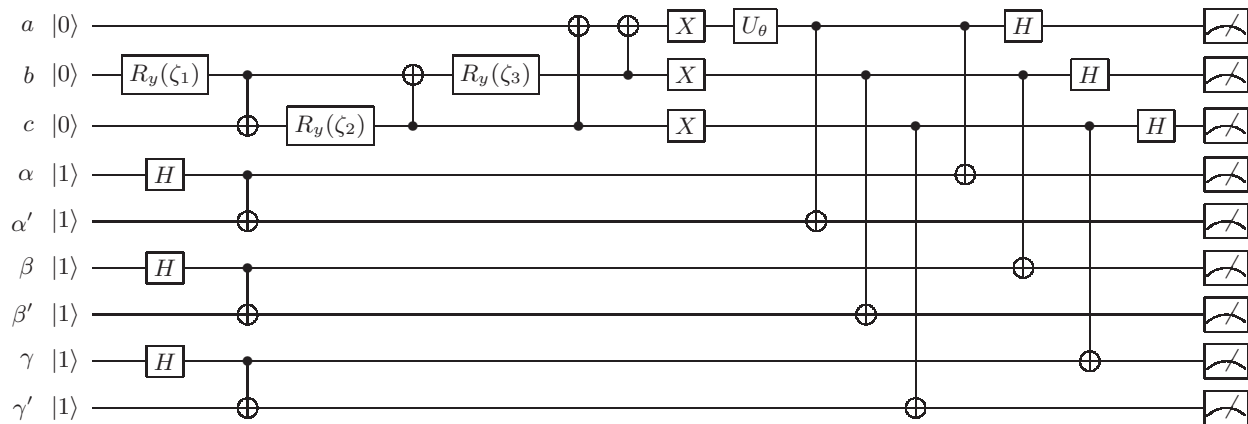 a |0⟩ X U_θ H
b |0⟩ R_y(ζ_1) R_y(ζ_3) X H
c |0⟩ R_y(ζ_2) X H
α |1⟩ H
α′ |1⟩
β |1⟩ H
β′ |1⟩
γ |1⟩ H
γ′ |1⟩